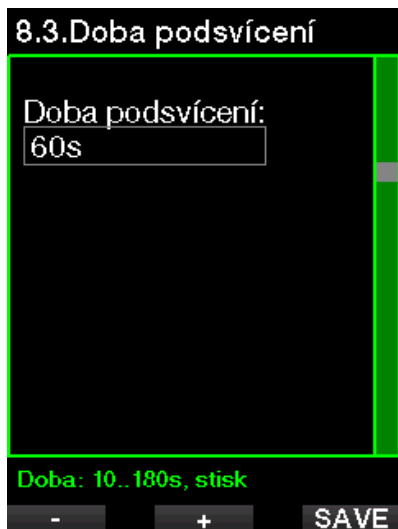 8.3.Doba podsvícení
Doba podsvícení:
60s
Doba: 10..180s, stisk
- + SAVE